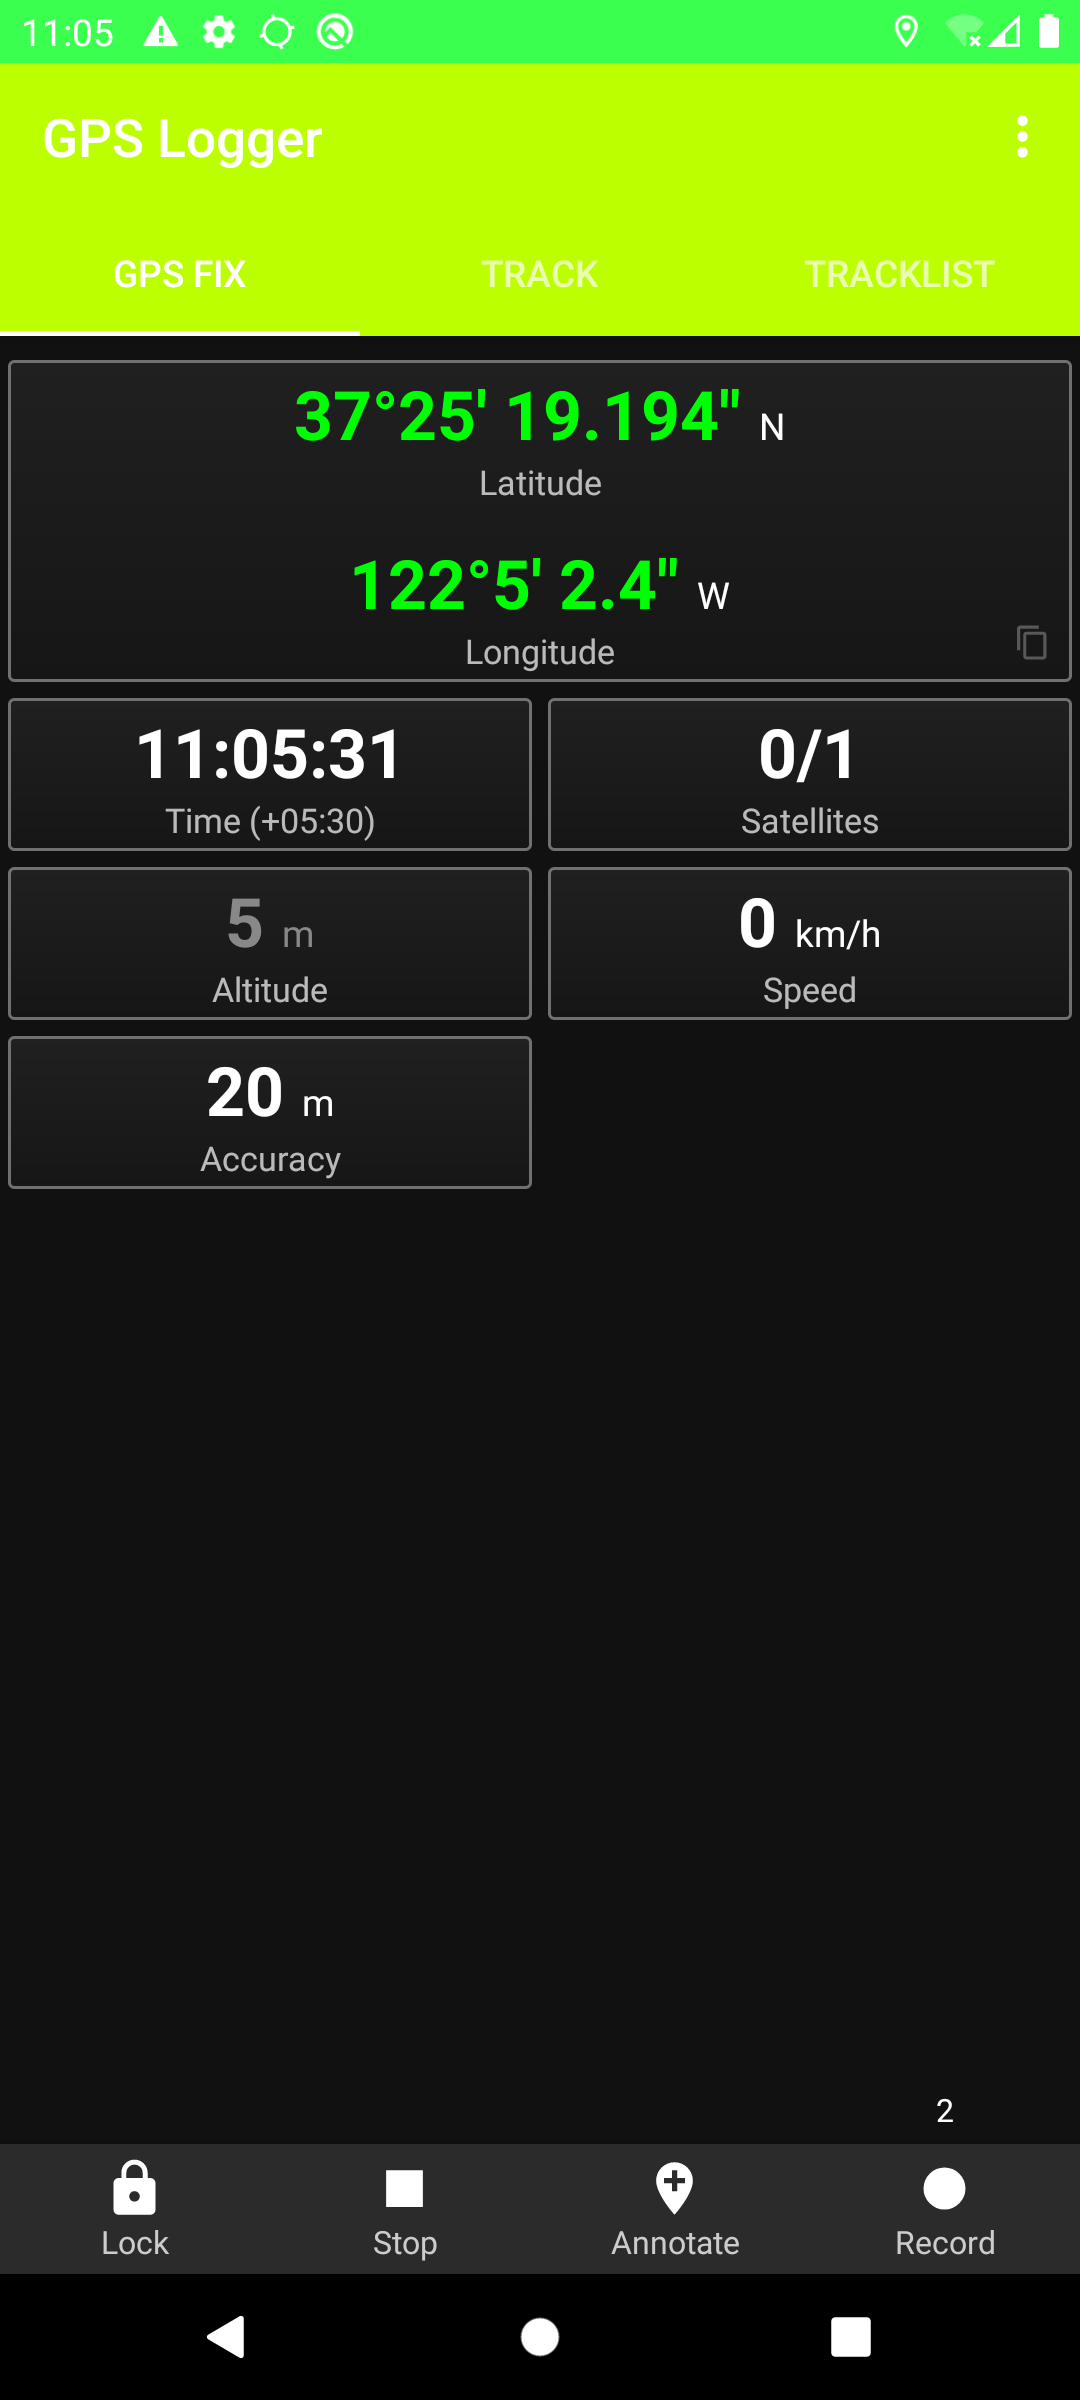 11:05
GPS Logger
GPS FIX
TRACK
TRACKLIST
37°25' 19.194" N
Latitude
122°5' 2.4" W
Longitude
11:05:31
Time (+05:30)
0/1
Satellites
5 m
Altitude
0 km/h
Speed
20 m
Accuracy
2
Lock
Stop
Annotate
Record